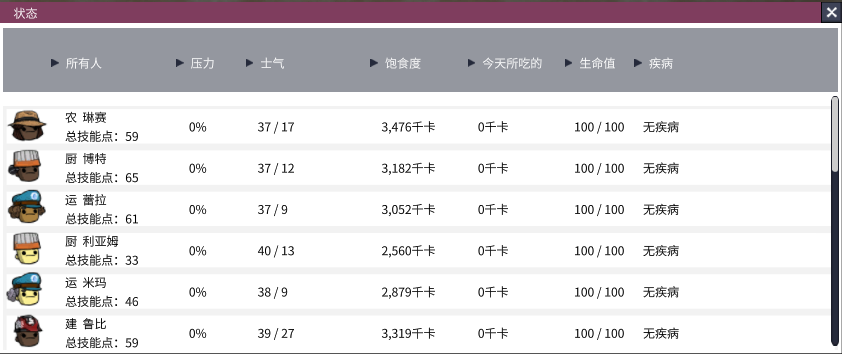 状态
所有人 压力 士气 饱食度 今天所吃的 生命值 疾病
农 琳赛
总技能点：59 0% 37 / 17 3,476千卡 0千卡 100 / 100 无疾病
厨 博特
总技能点：65 0% 37 / 12 3,182千卡 0千卡 100 / 100 无疾病
运 蕾拉
总技能点：61 0% 37 / 9 3,052千卡 0千卡 100 / 100 无疾病
厨 利亚姆
总技能点：33 0% 40 / 13 2,560千卡 0千卡 100 / 100 无疾病
运 米玛
总技能点：46 0% 38 / 9 2,879千卡 0千卡 100 / 100 无疾病
建 鲁比
总技能点：59 0% 39 / 27 3,319千卡 0千卡 100 / 100 无疾病